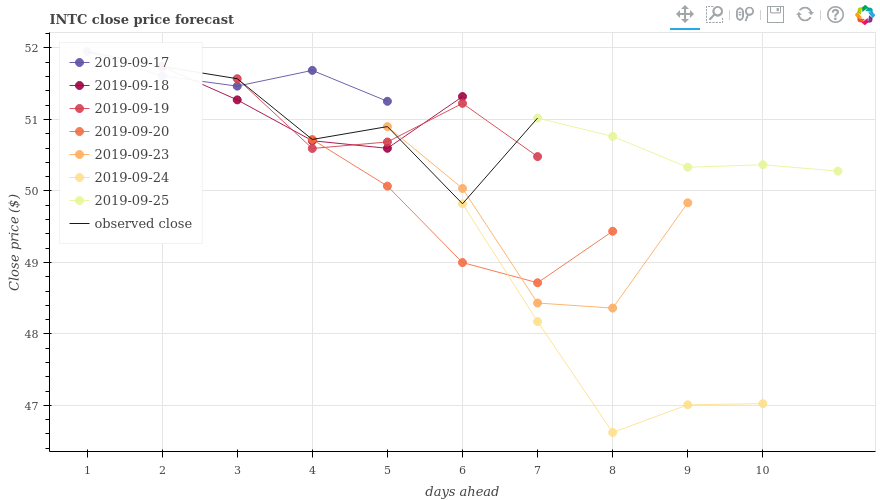 INTC close price forecast
52
51
50
49
48
47
Close price ($)
2019-09-17
2019-09-18
2019-09-19
2019-09-20
2019-09-23
2019-09-24
2019-09-25
observed close
1 2 3 4 5 6 7 8 9 10
days ahead